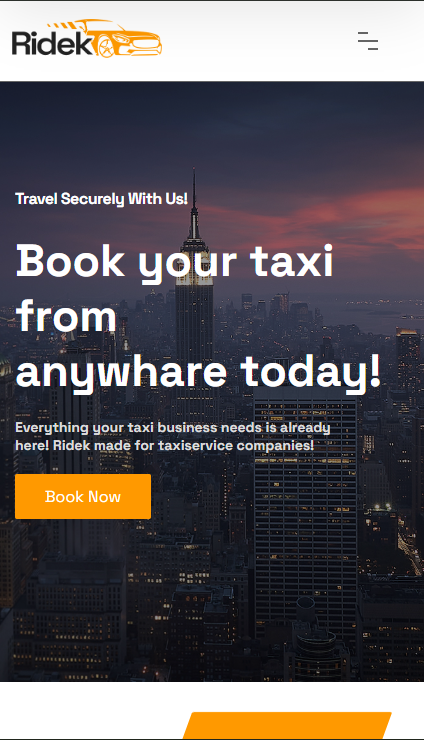 Ridek
Travel Securely With Us!
Book your taxi
from
anywhare today!
Everything your taxi business needs is already
here! Ridek made for taxiservice companies!
Book Now